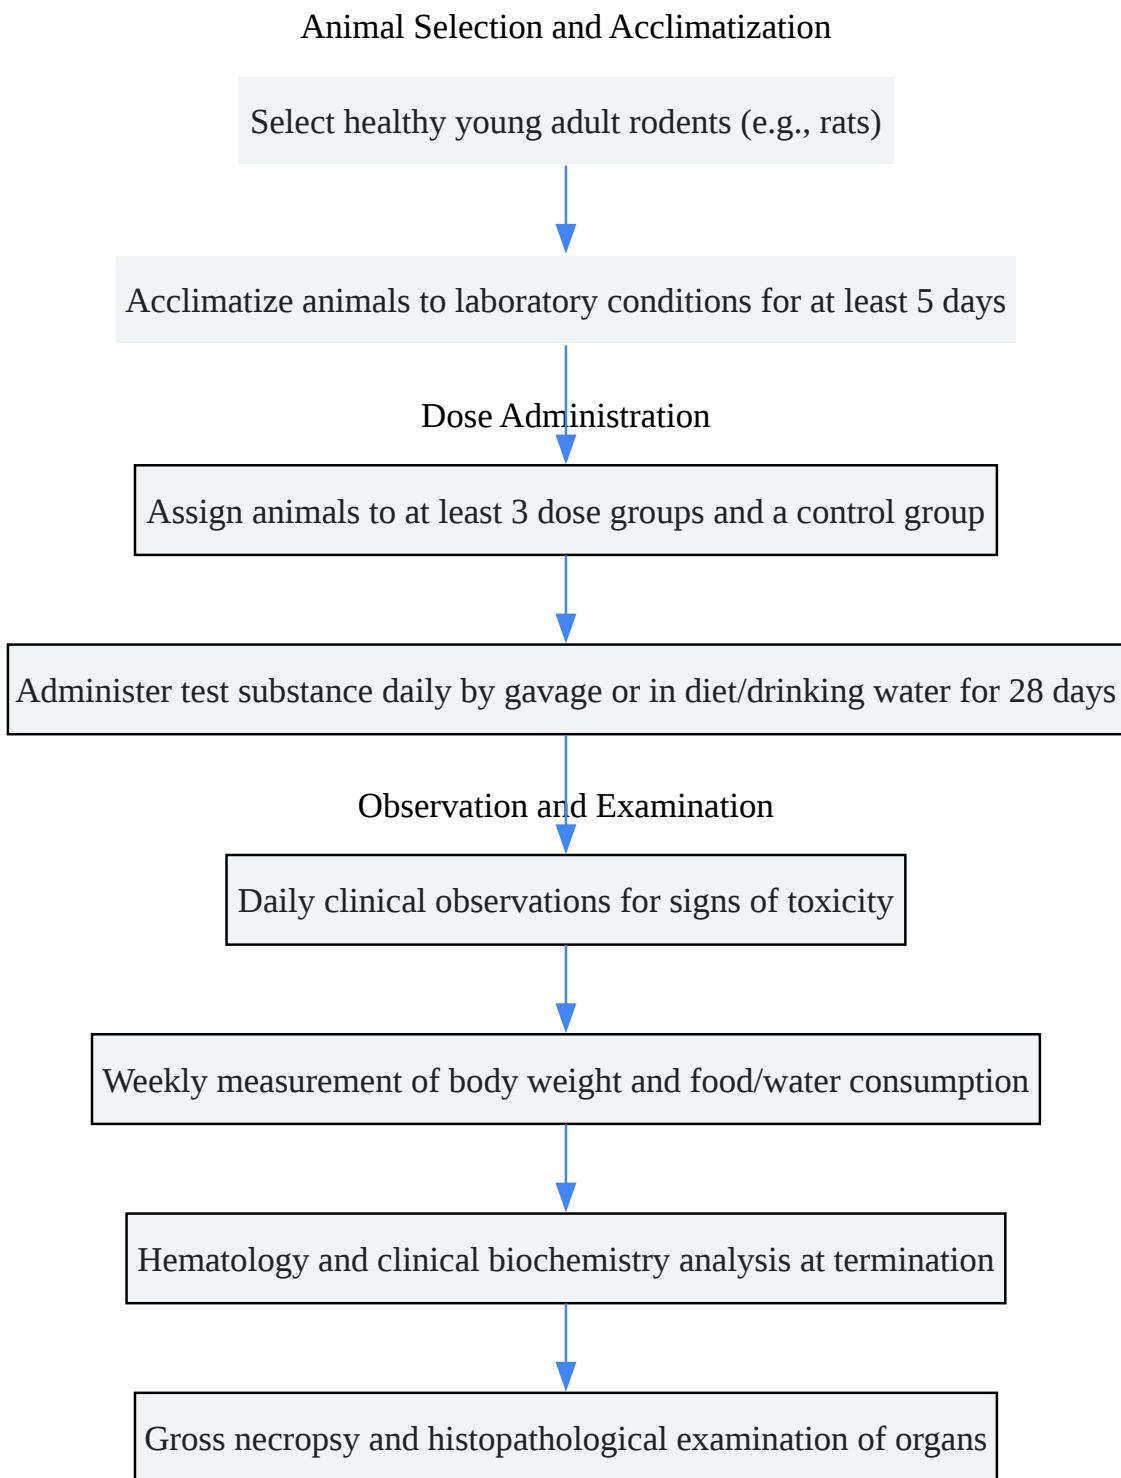 Animal Selection and Acclimatization
Select healthy young adult rodents (e.g., rats)
Acclimatize animals to laboratory conditions for at least 5 days
Dose Administration
Assign animals to at least 3 dose groups and a control group
Administer test substance daily by gavage or in diet/drinking water for 28 days
Observation and Examination
Daily clinical observations for signs of toxicity
Weekly measurement of body weight and food/water consumption
Hematology and clinical biochemistry analysis at termination
Gross necropsy and histopathological examination of organs